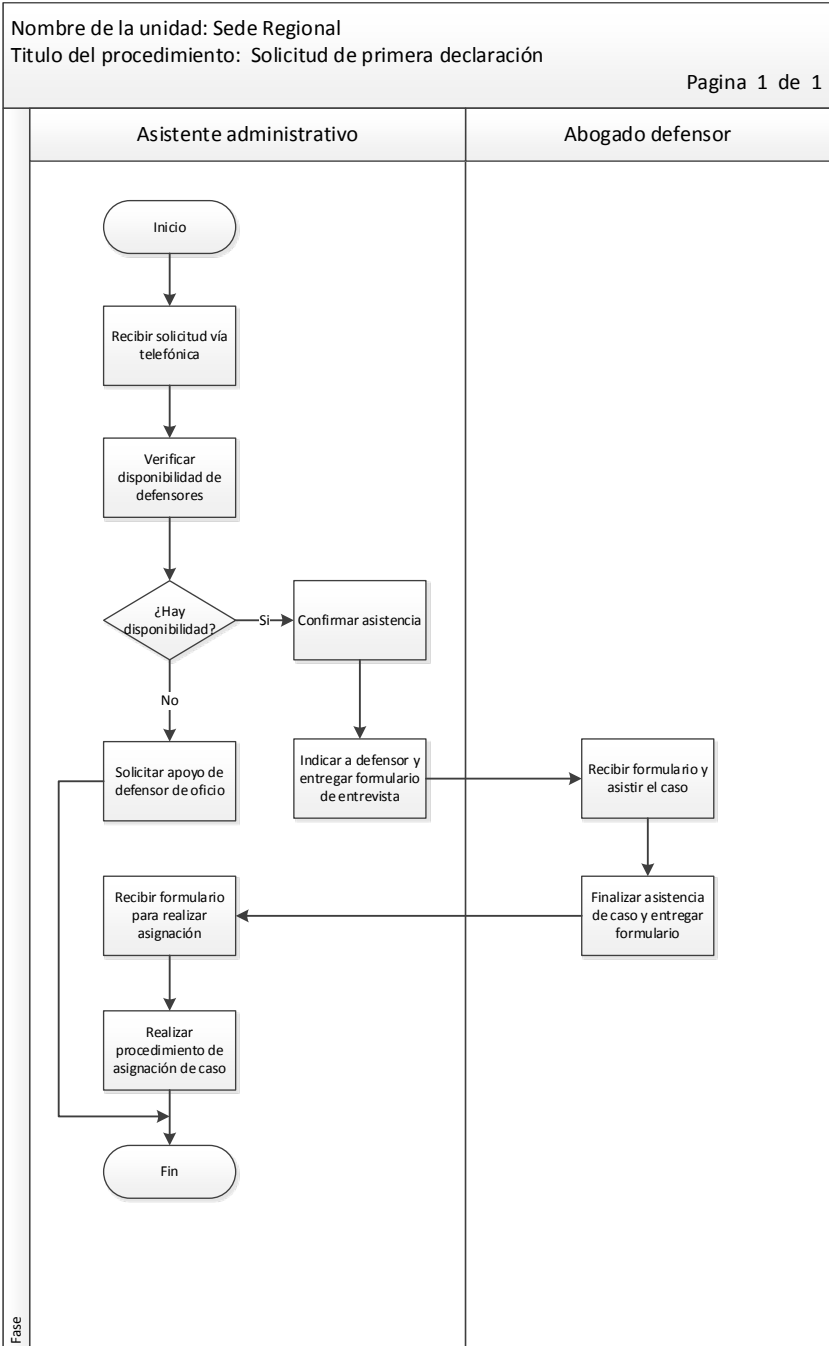 Nombre de la unidad: Sede Regional
Titulo del procedimiento: Solicitud de primera declaración
Pagina 1 de 1
Asistente administrativo
Abogado defensor
Inicio
Recibir solicitud vía
telefónica
Verificar
disponibilidad de
defensores
¿Hay
disponibilidad?
Si
Confirmar asistencia
No
Solicitar apoyo de
defensor de oficio
Indicar a defensor y
entregar formulario
de entrevista
Recibir formulario y
asistir el caso
Recibir formulario
para realizar
asignación
Finalizar asistencia
de caso y entregar
formulario
Realizar
procedimiento de
asignación de caso
Fin
Fase